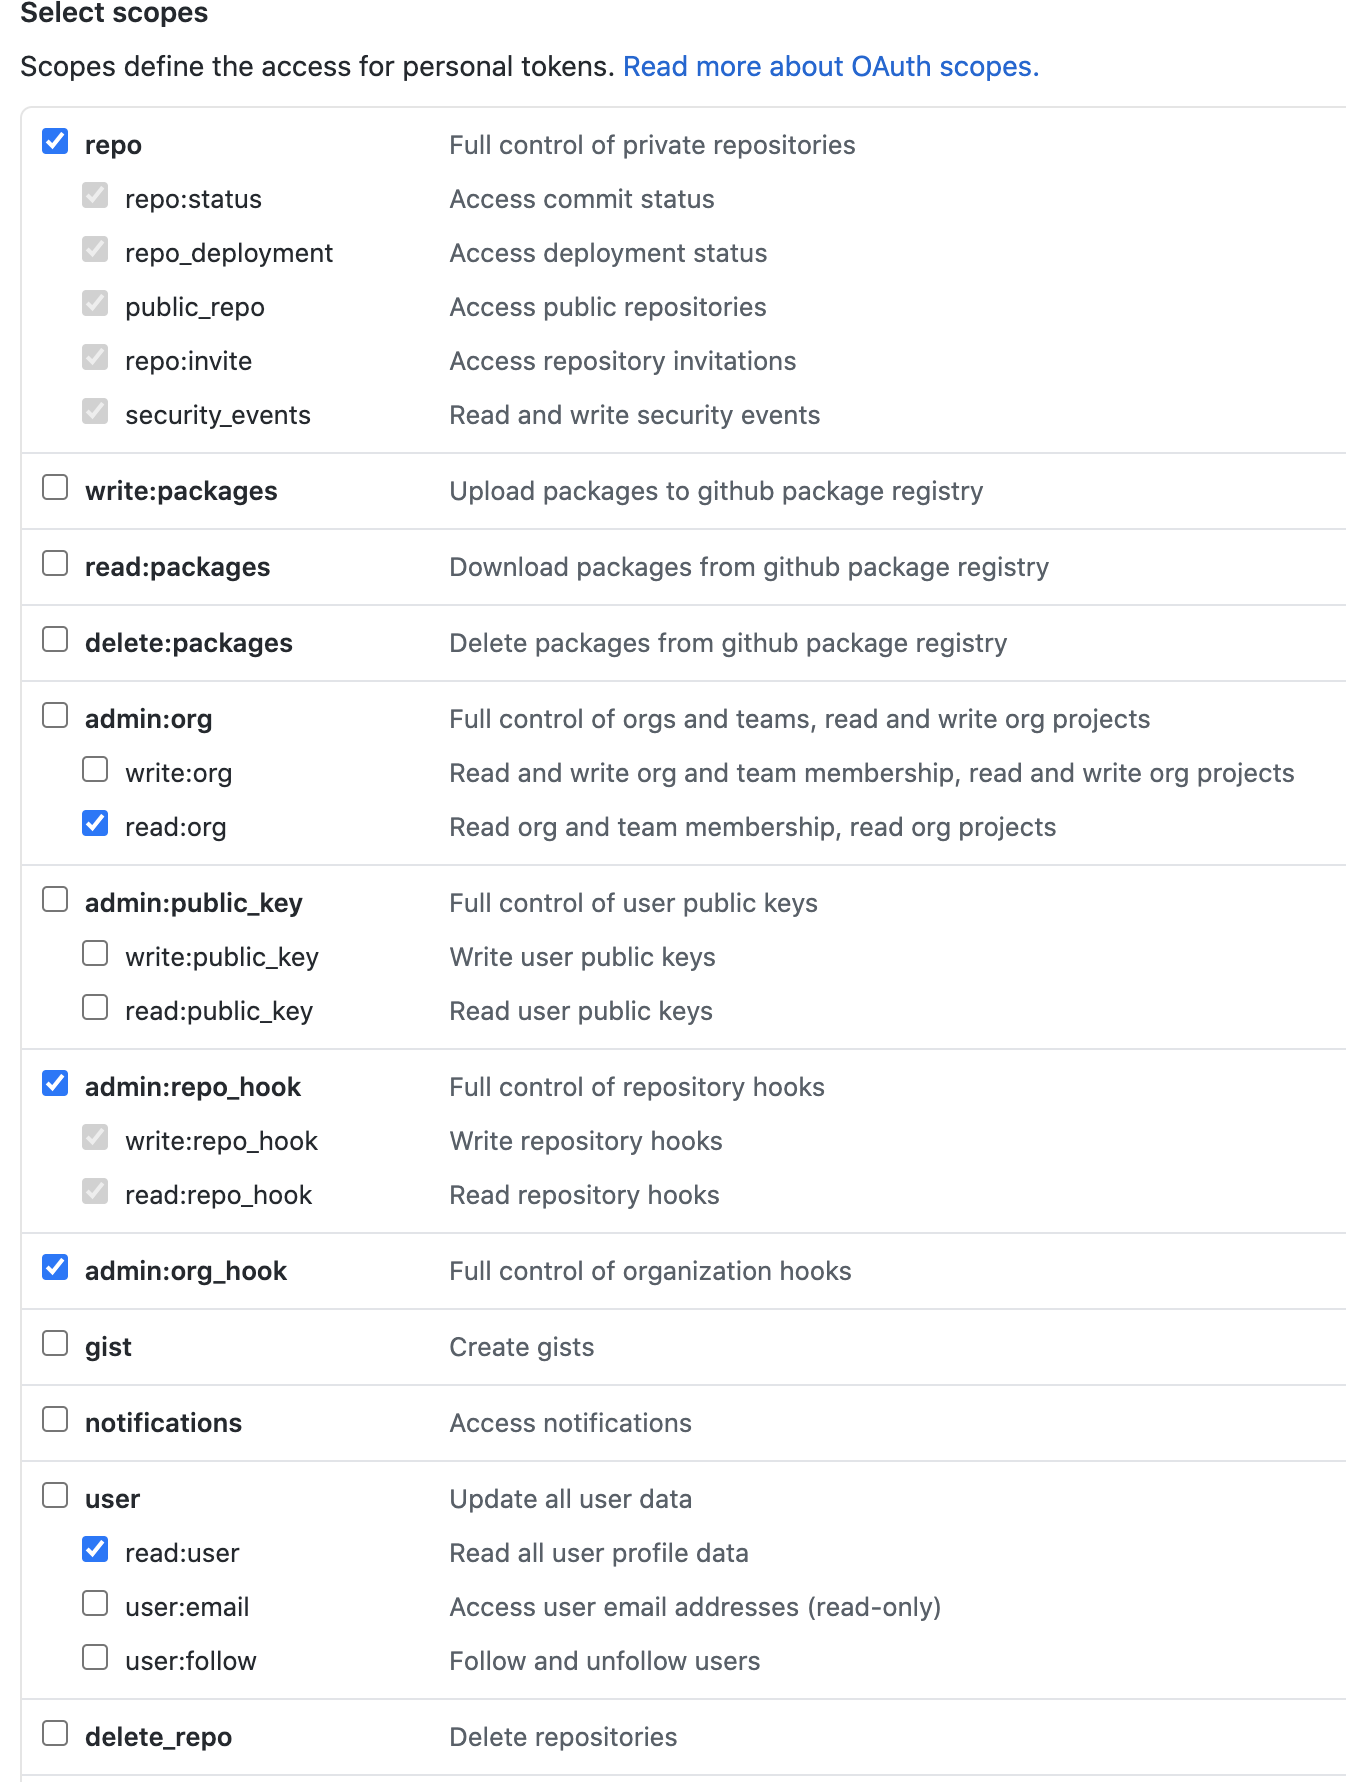 Select scopes
Scopes define the access for personal tokens. Read more about OAuth scopes.
repo Full control of private repositories
repo:status Access commit status
repo_deployment Access deployment status
public_repo Access public repositories
repo:invite Access repository invitations
security_events Read and write security events
write:packages Upload packages to github package registry
read:packages Download packages from github package registry
delete:packages Delete packages from github package registry
admin:org Full control of orgs and teams, read and write org projects
write:org Read and write org and team membership, read and write org projects
read:org Read org and team membership, read org projects
admin:public_key Full control of user public keys
write:public_key Write user public keys
read:public_key Read user public keys
admin:repo_hook Full control of repository hooks
write:repo_hook Write repository hooks
read:repo_hook Read repository hooks
admin:org_hook Full control of organization hooks
gist Create gists
notifications Access notifications
user Update all user data
read:user Read all user profile data
user:email Access user email addresses (read-only)
user:follow Follow and unfollow users
delete_repo Delete repositories